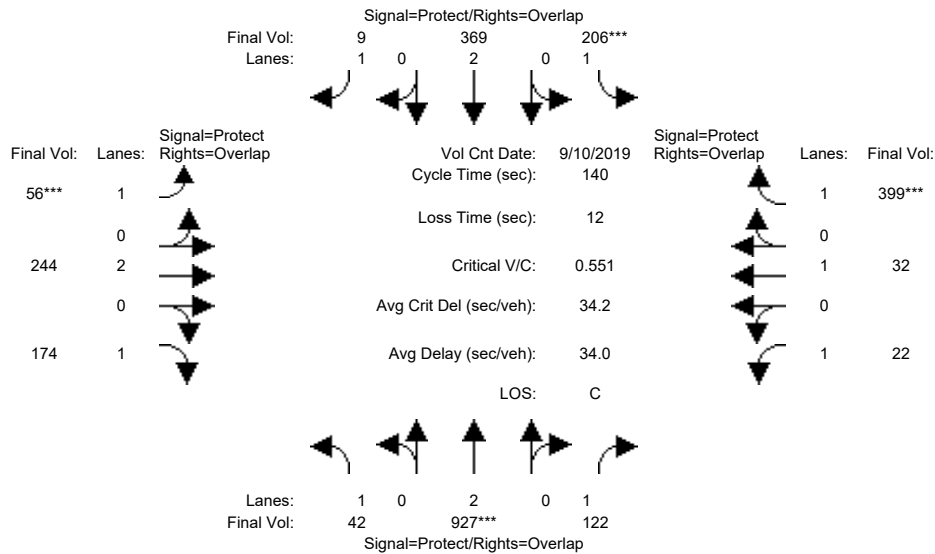 Signal=Protect/Rights=Overlap
Final Vol: 9 369 206***
Lanes: 1 0 2 0 1
Signal=Protect
Final Vol: Lanes: Rights=Overlap
Vol Cnt Date: 9/10/2019
Signal=Protect
Rights=Overlap Lanes: Final Vol:
Cycle Time (sec): 140
56*** 1
1 399***
Loss Time (sec): 12
0
0
244 2
Critical V/C: 0.551
1 32
0
Avg Crit Del (sec/veh): 34.2
0
174 1
Avg Delay (sec/veh): 34.0
1 22
LOS: C
Lanes: 1 0 2 0 1
Final Vol: 42 927*** 122
Signal=Protect/Rights=Overlap